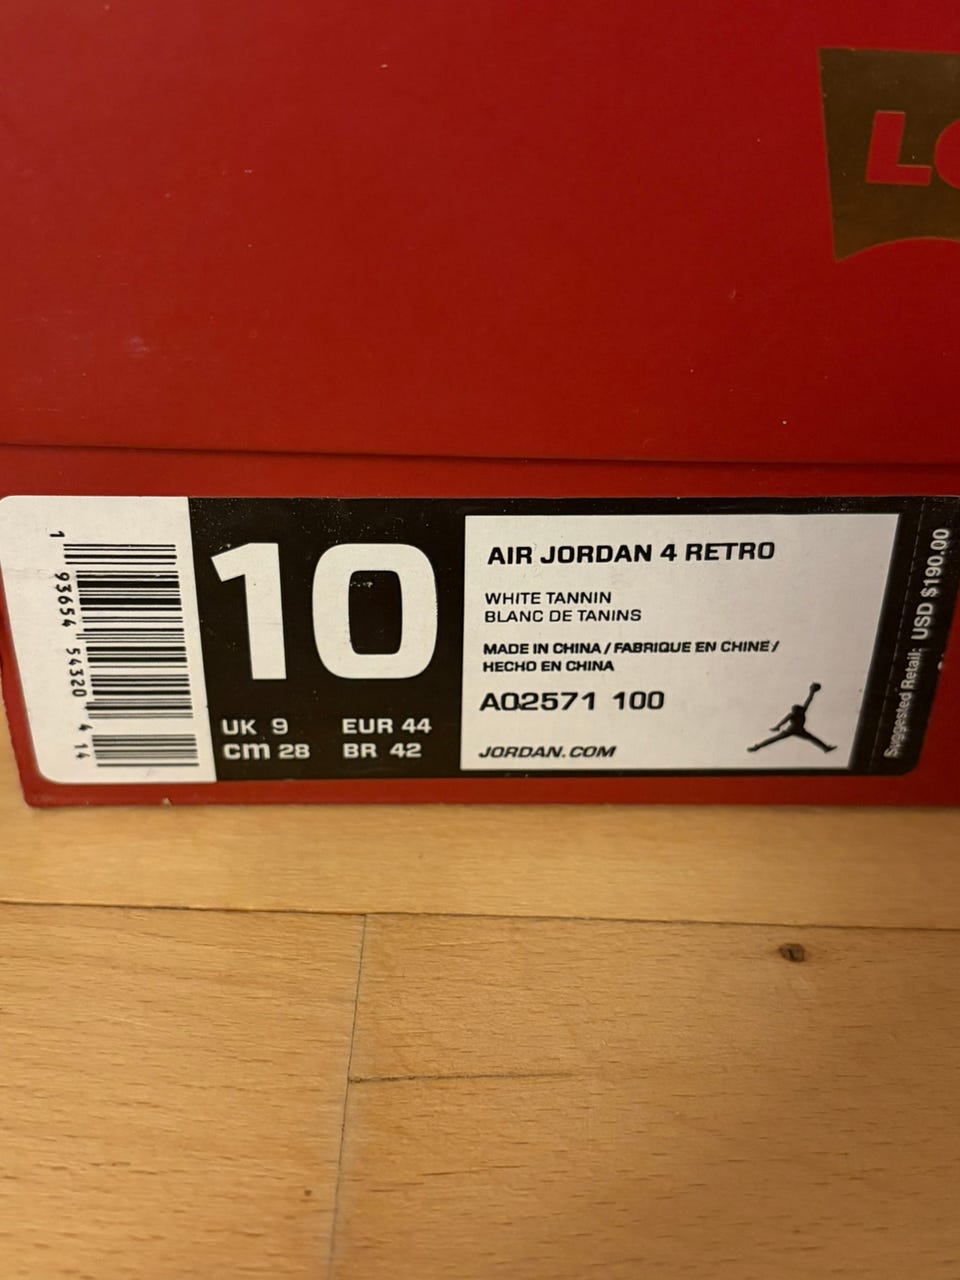 LO
1 93654 54320 4 14
10
UK 9 EUR 44
cm 28 BR 42
AIR JORDAN 4 RETRO
WHITE TANNIN
BLANC DE TANINS
MADE IN CHINA / FABRIQUE EN CHINE /
HECHO EN CHINA
AO2571 100
JORDAN.COM
Suggested Retail: USD $190.00